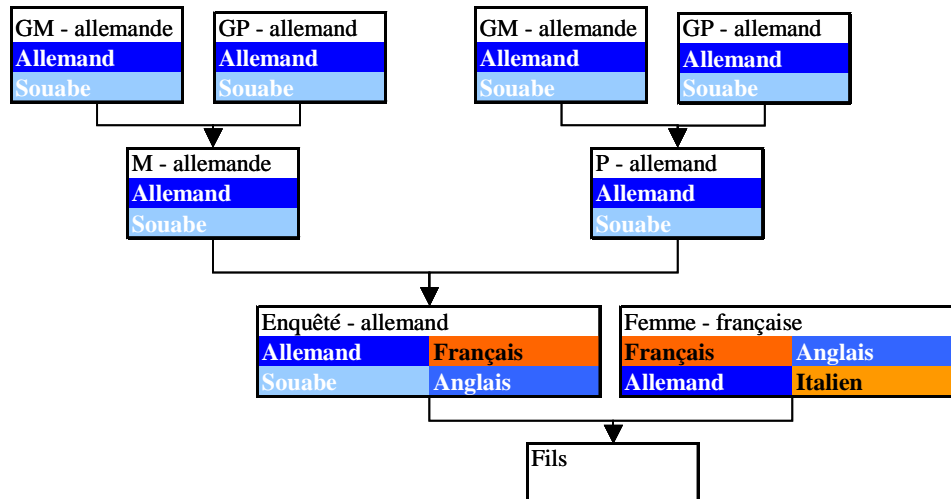 GM - allemande
Allemand
Souabe
GP - allemand
Allemand
Souabe
GM - allemande
Allemand
Souabe
GP - allemand
Allemand
Souabe
M - allemande
Allemand
Souabe
P - allemand
Allemand
Souabe
Enquêté - allemand
Allemand Français
Souabe Anglais
Femme - française
Français Anglais
Allemand Italien
Fils